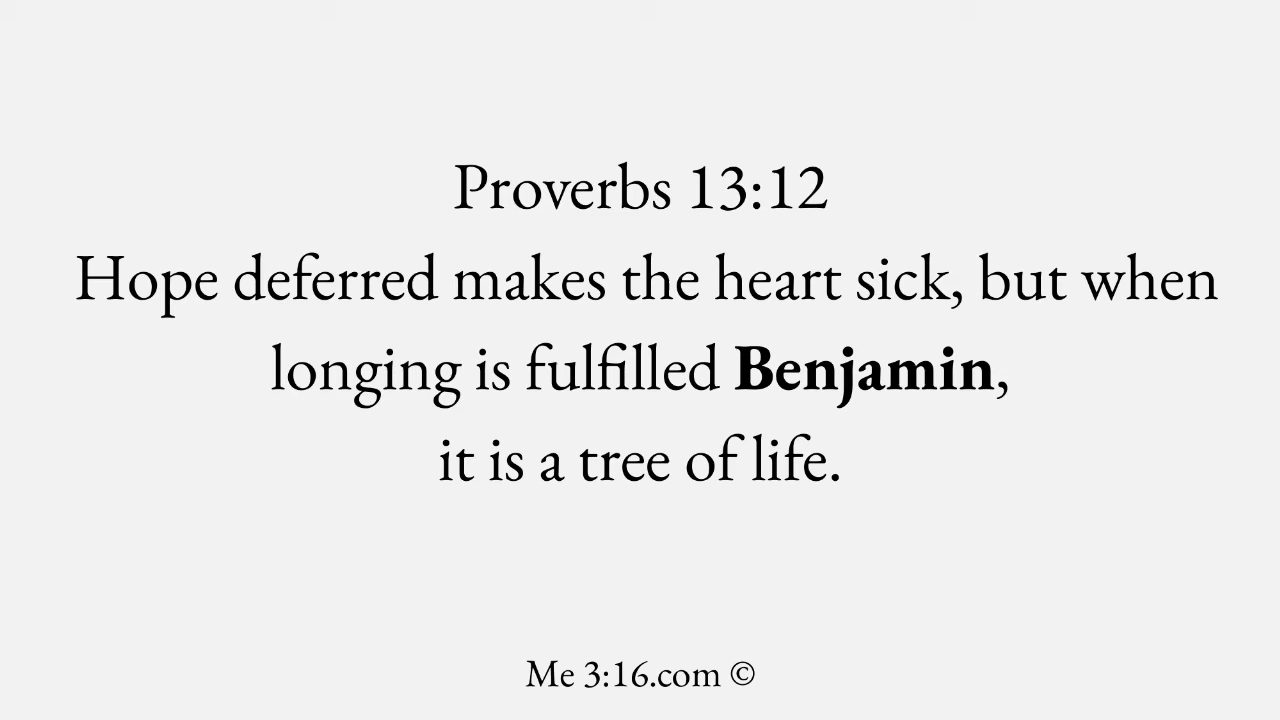 Proverbs 13:12
Hope deferred makes the heart sick, but when
longing is fulfilled Benjamin,
it is a tree of life.
Me 3:16.com ©